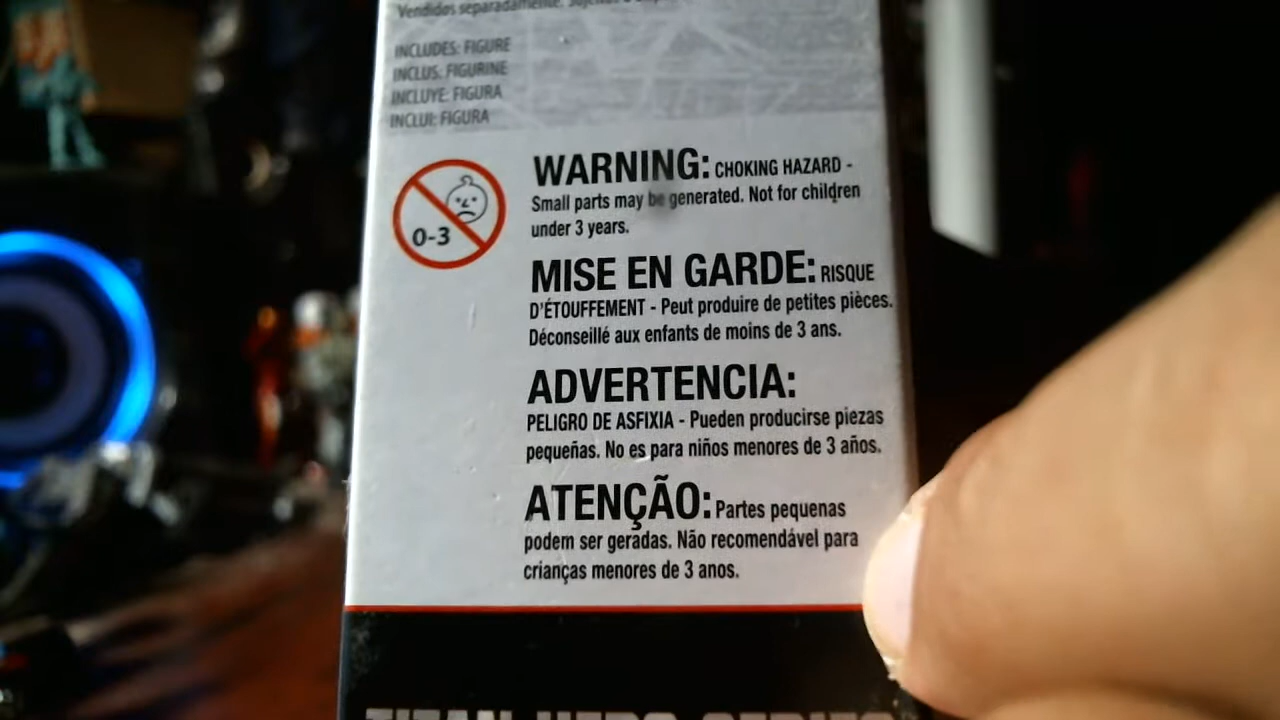 Vendidos separadamente.
INCLUDES: FIGURE
INCLUS: FIGURINE
INCLUYE: FIGURA
INCLUI: FIGURA
0-3
WARNING: CHOKING HAZARD -
Small parts may be generated. Not for children
under 3 years.
MISE EN GARDE: RISQUE
D'ÉTOUFFEMENT - Peut produire de petites pièces.
Déconseillé aux enfants de moins de 3 ans.
ADVERTENCIA:
PELIGRO DE ASFIXIA - Pueden producirse piezas
pequeñas. No es para niños menores de 3 años.
ATENÇÃO: Partes pequenas
podem ser geradas. Não recomendável para
crianças menores de 3 anos.
TITAN HERO SERIES